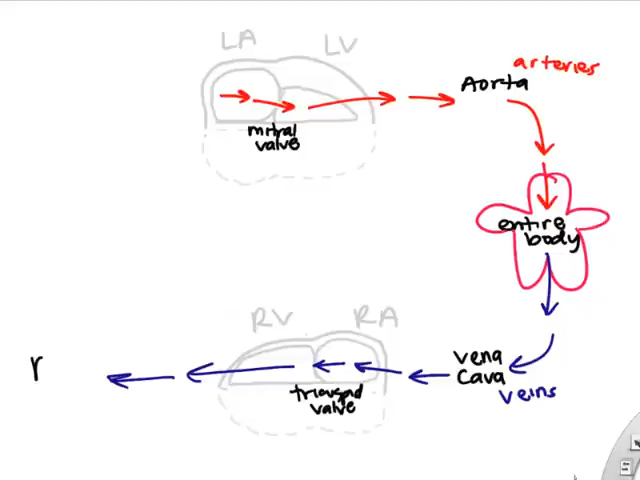 LA
LV
arteries
Aorta
mitral
valve
entire
body
RV
RA
vena
cava
veins
tricuspid
valve
r